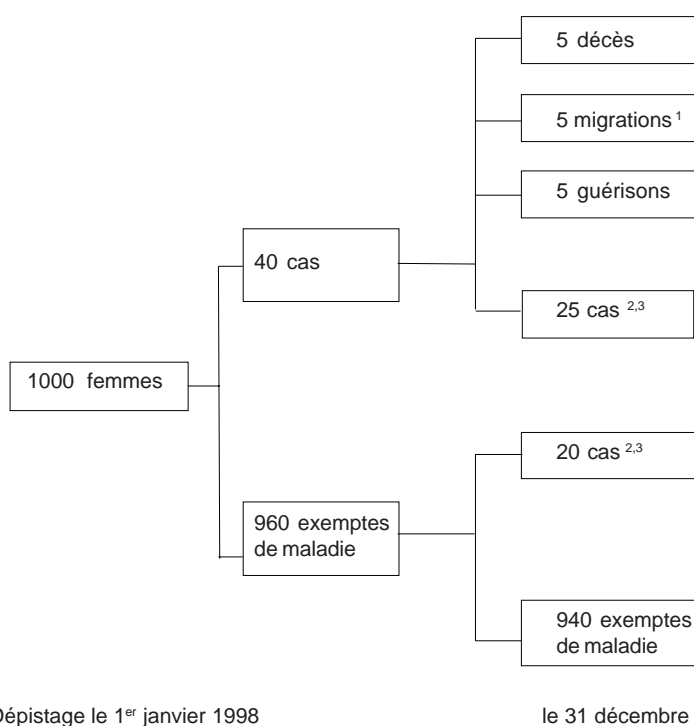 5 décès
5 migrations ¹
5 guérisons
40 cas
25 cas ²,³
1000 femmes
20 cas ²,³
960 exemptes
de maladie
940 exemptes
de maladie
Dépistage le 1er janvier 1998
le 31 décembre